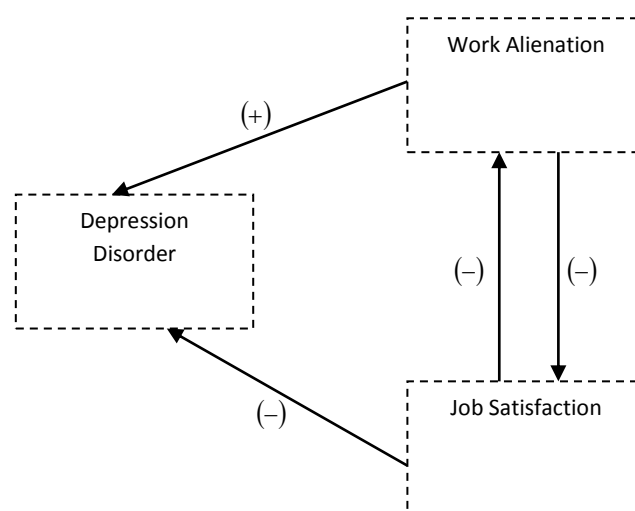 Work Alienation
(+)
Depression
Disorder
(−)
(−)
Job Satisfaction
(−)